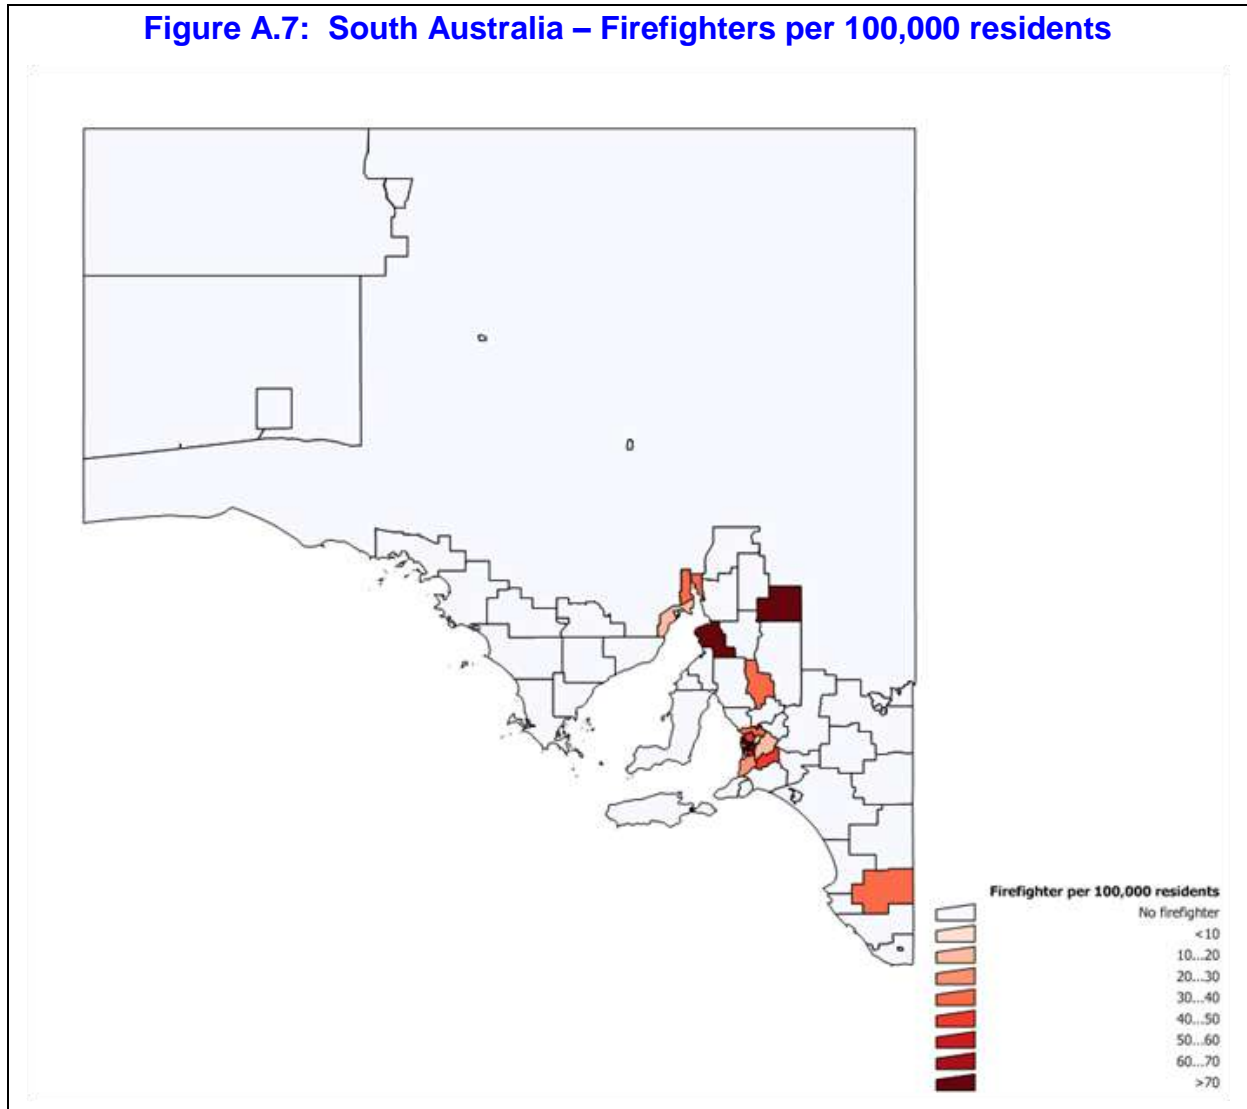 Figure A.7: South Australia – Firefighters per 100,000 residents
Firefighter per 100,000 residents
No firefighter
<10
10...20
20...30
30...40
40...50
50...60
60...70
>70